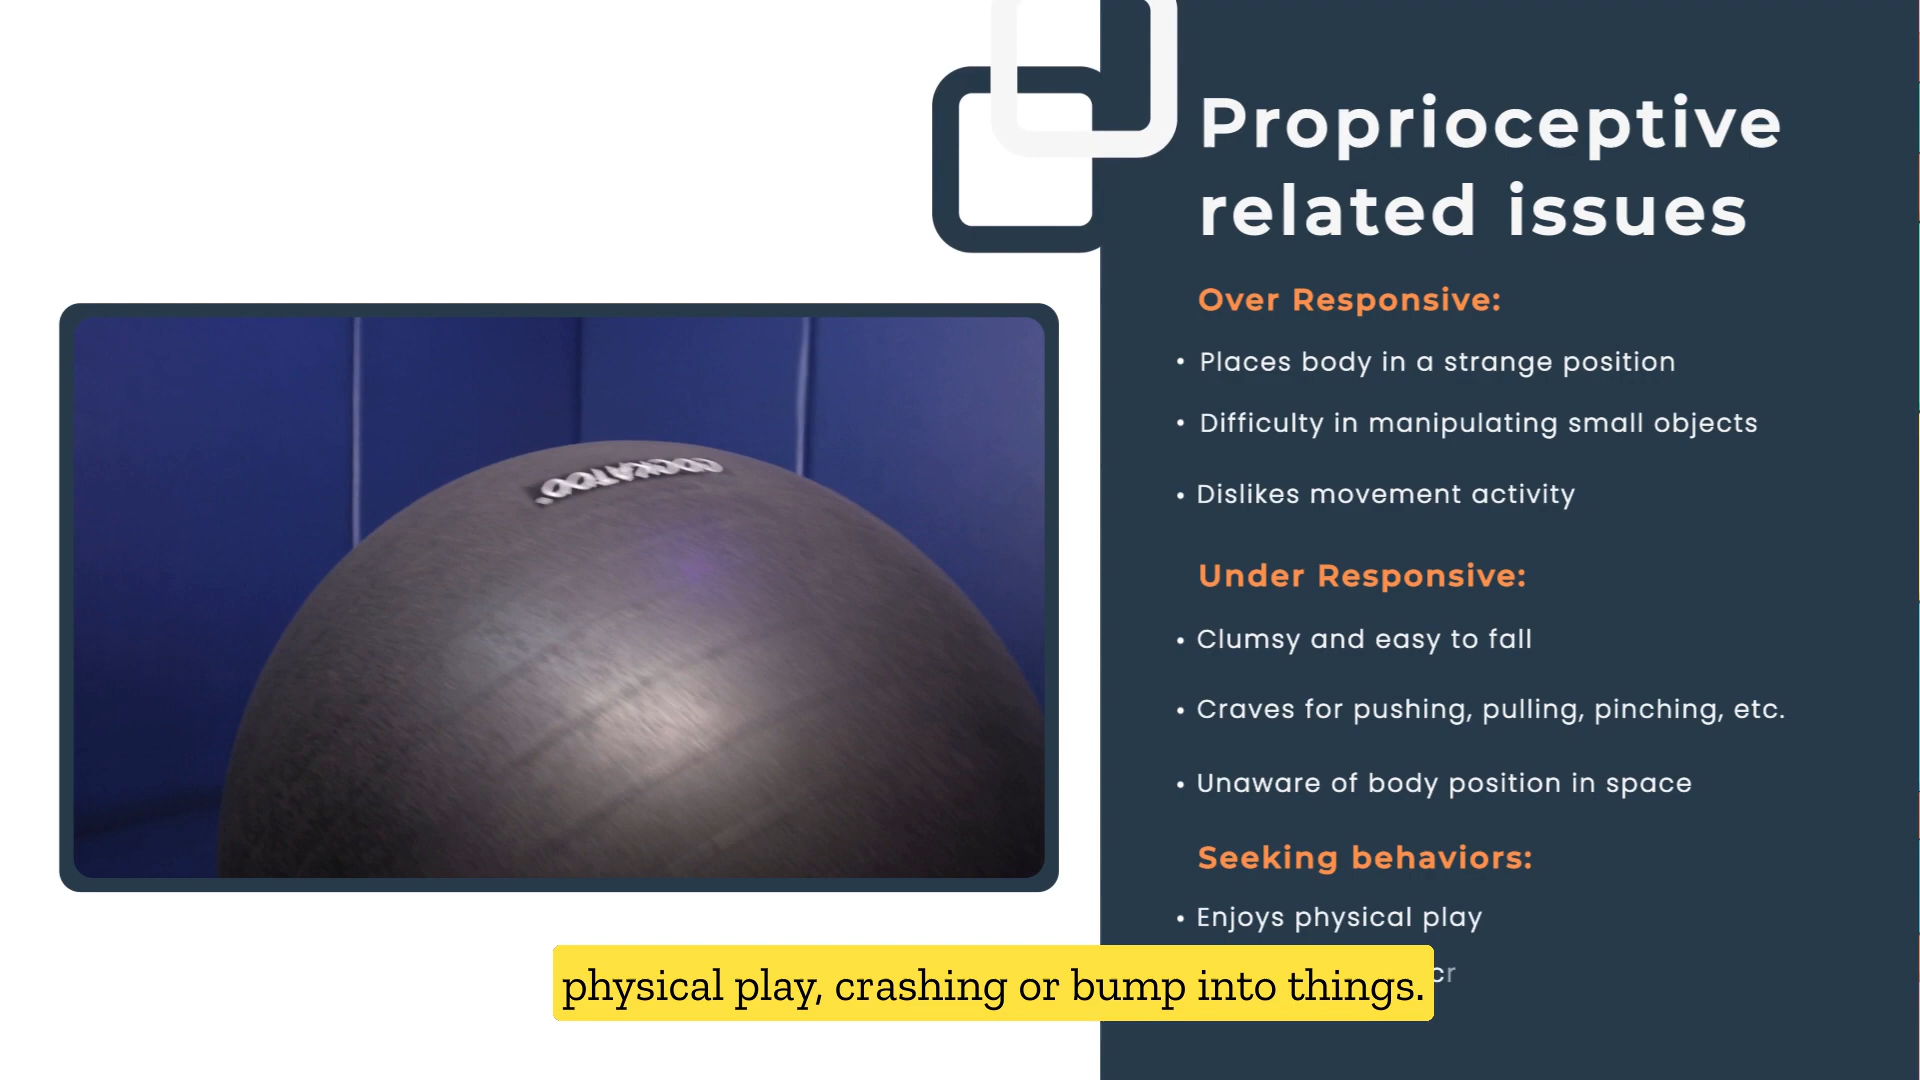 Proprioceptive
related issues
Over Responsive:
• Places body in a strange position
• Difficulty in manipulating small objects
• Dislikes movement activity
Under Responsive:
• Clumsy and easy to fall
• Craves for pushing, pulling, pinching, etc.
• Unaware of body position in space
Seeking behaviors:
• Enjoys physical play
physical play, crashing or bump into things.
COCKATOO